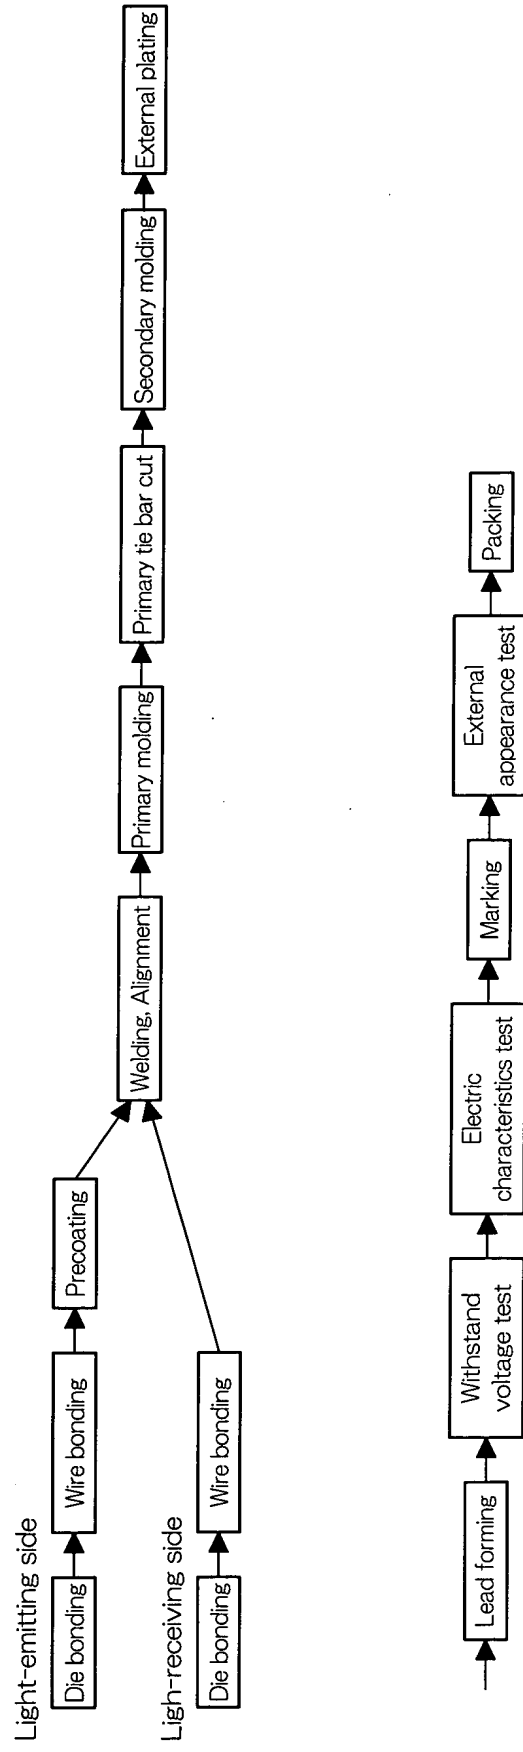 Light-emitting side
Die bonding
Wire bonding
Precoating
Ligh-receiving side
Die bonding
Wire bonding
Welding, Alignment
Primary molding
Primary tie bar cut
Secondary molding
External plating
Lead forming
Withstand
voltage test
Electric
characteristics test
Marking
External
appearance test
Packing